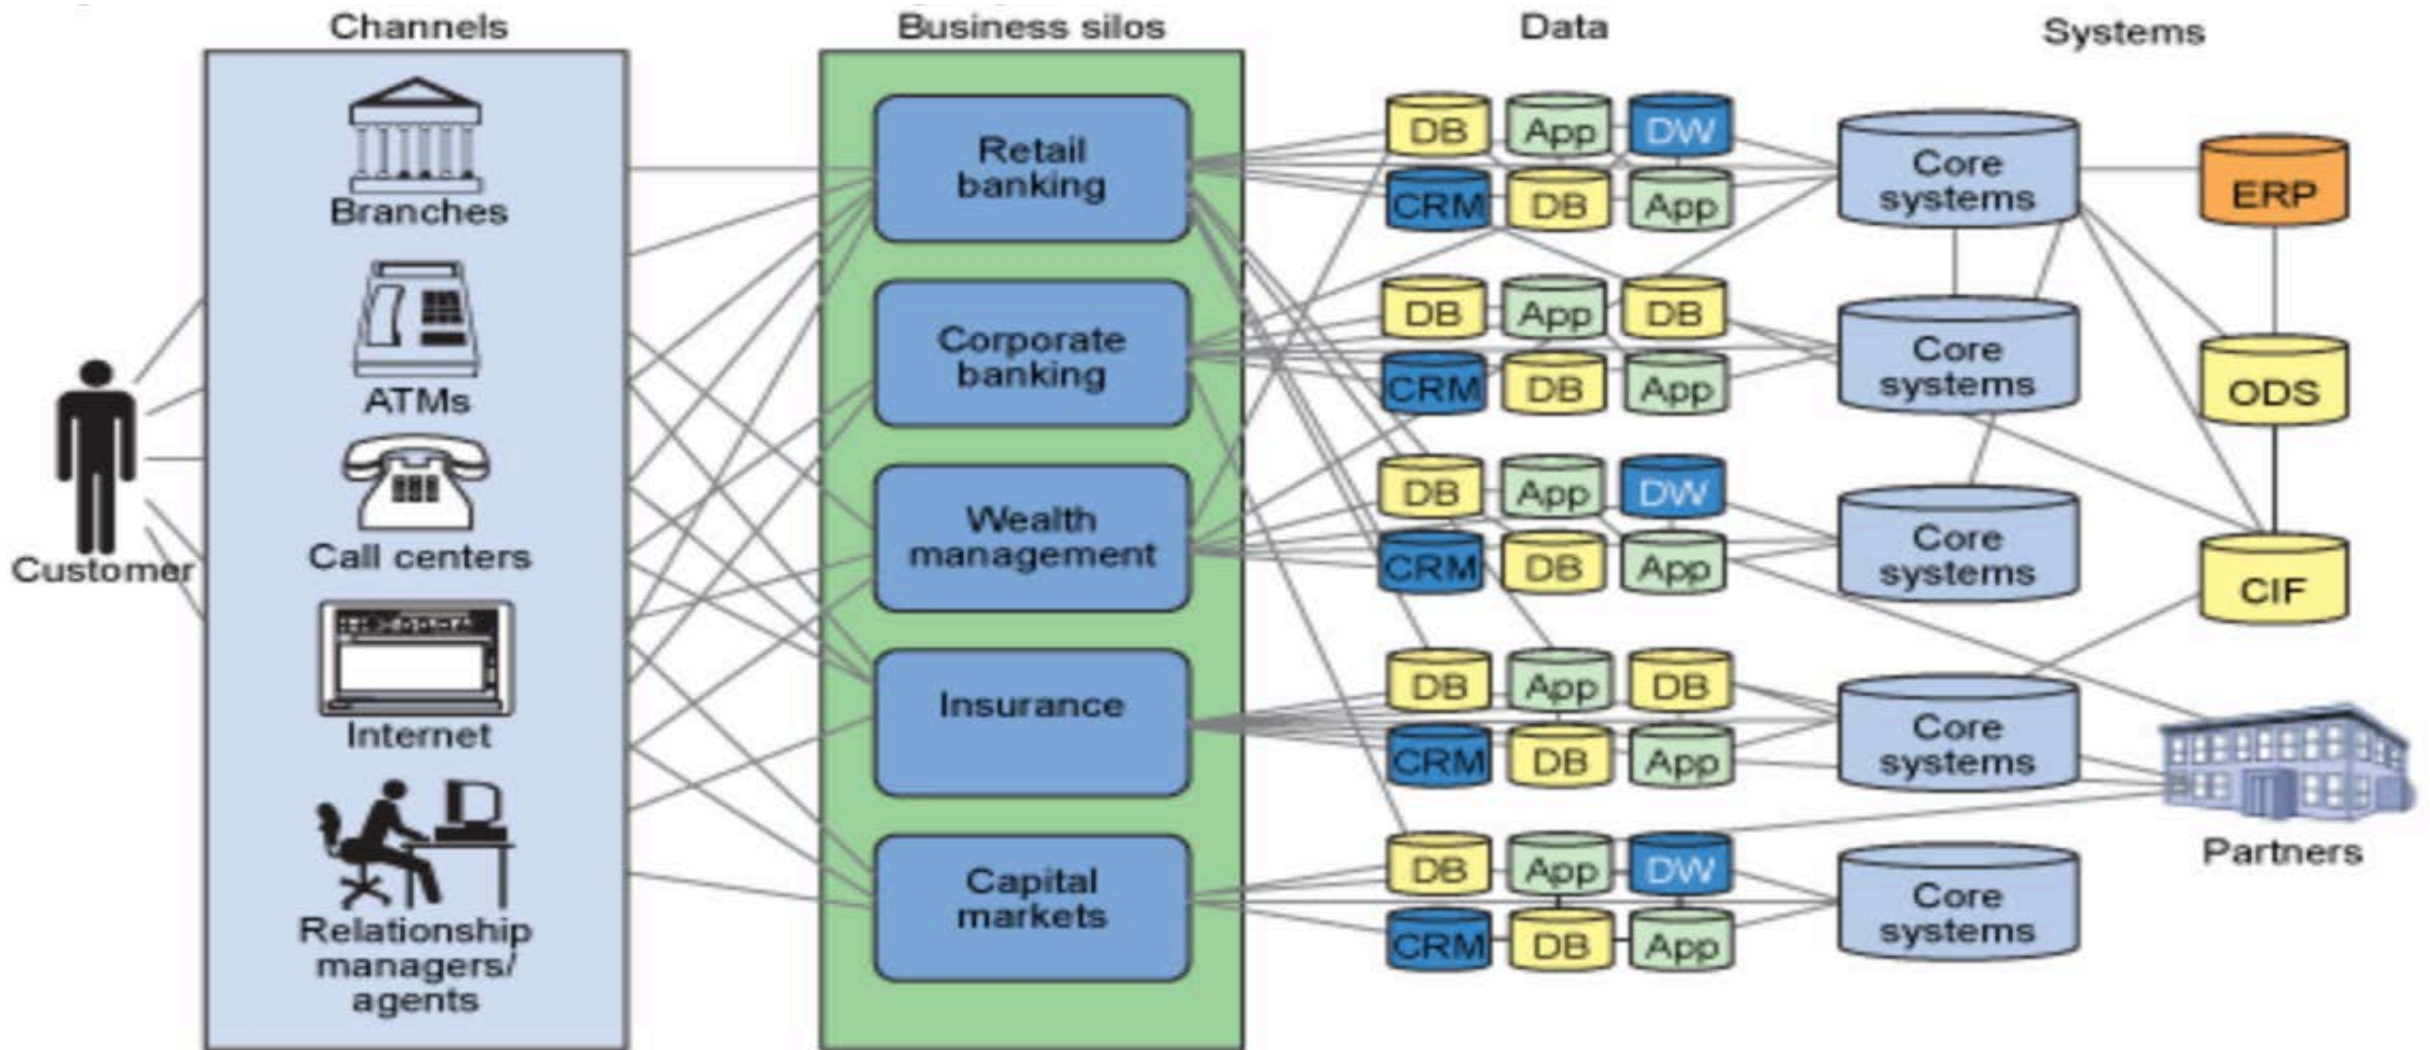 Channels
Business silos
Data
Systems
Customer
Branches
ATMs
Call centers
Internet
Relationship
managers/
agents
Retail
banking
Corporate
banking
Wealth
management
Insurance
Capital
markets
DB App DW
CRM DB App
DB App DB
CRM DB App
DB App DW
CRM DB App
DB App DB
CRM DB App
DB App DW
CRM DB App
Core
systems
Core
systems
Core
systems
Core
systems
Core
systems
ERP
ODS
CIF
Partners